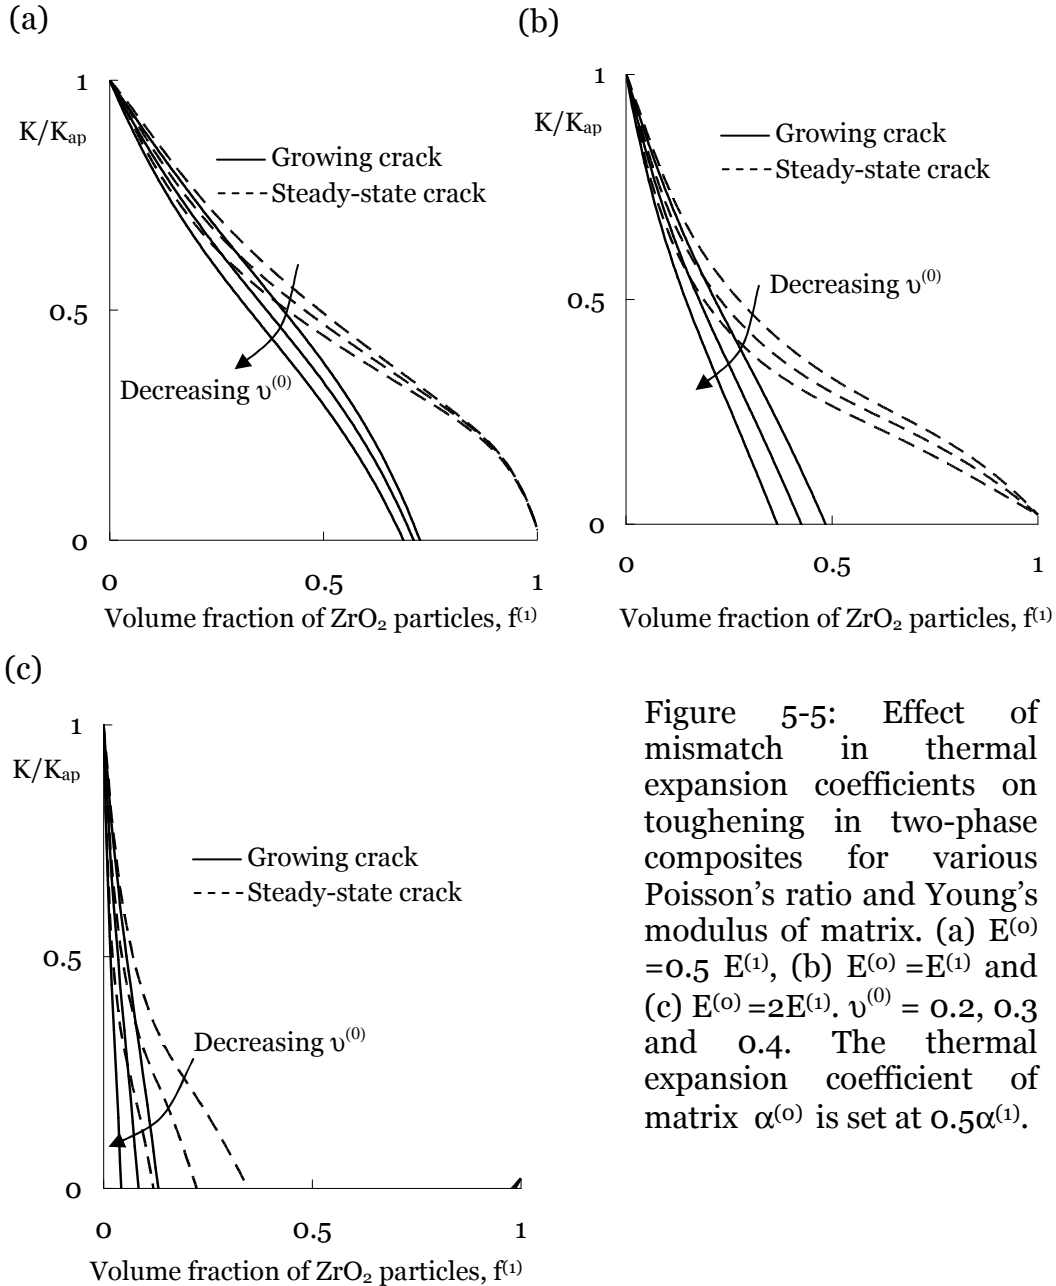 (a)
1
K/Kap
Growing crack
Steady-state crack
0.5
Decreasing υ⁽⁰⁾
0
0
0.5
1
Volume fraction of ZrO₂ particles, f⁽¹⁾
(b)
1
K/Kap
Growing crack
Steady-state crack
Decreasing υ⁽⁰⁾
0.5
0
0
0.5
1
Volume fraction of ZrO₂ particles, f⁽¹⁾
(c)
1
K/Kap
Growing crack
Steady-state crack
0.5
Decreasing υ⁽⁰⁾
0
0
0.5
1
Volume fraction of ZrO₂ particles, f⁽¹⁾
Figure 5-5: Effect of
mismatch in thermal
expansion coefficients on
toughening in two-phase
composites for various
Poisson’s ratio and Young’s
modulus of matrix. (a) E⁽⁰⁾
=0.5 E⁽¹⁾, (b) E⁽⁰⁾ =E⁽¹⁾ and
(c) E⁽⁰⁾ =2E⁽¹⁾. υ⁽⁰⁾ = 0.2, 0.3
and 0.4. The thermal
expansion coefficient of
matrix α⁽⁰⁾ is set at 0.5α⁽¹⁾.